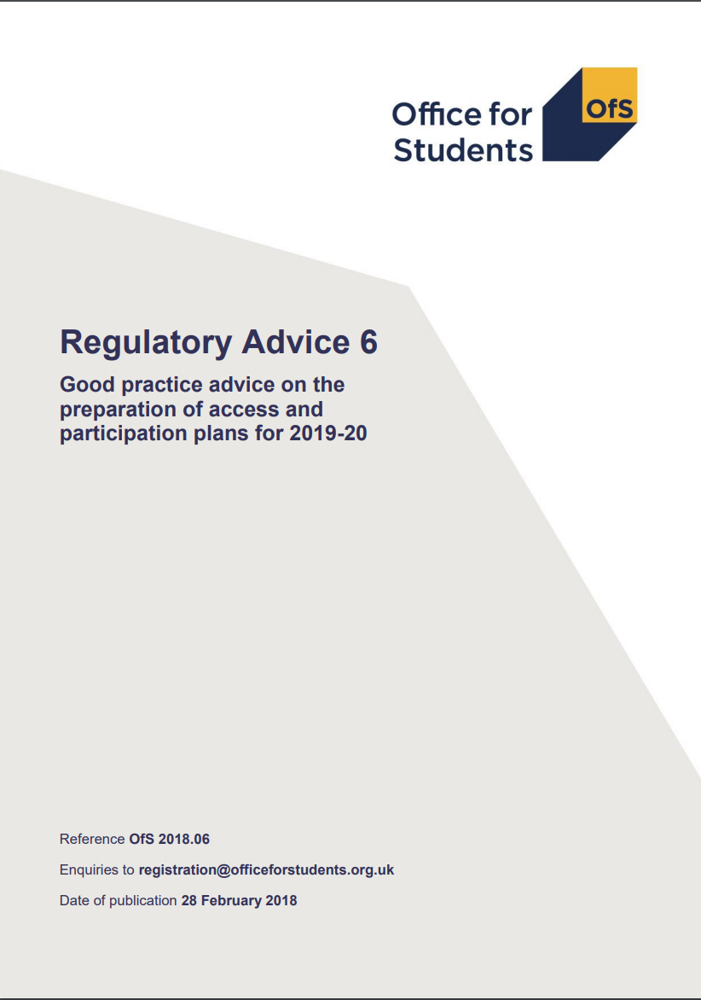 Office for
Students
OfS
Regulatory Advice 6
Good practice advice on the
preparation of access and
participation plans for 2019-20
Reference OfS 2018.06
Enquiries to registration@officeforstudents.org.uk
Date of publication 28 February 2018